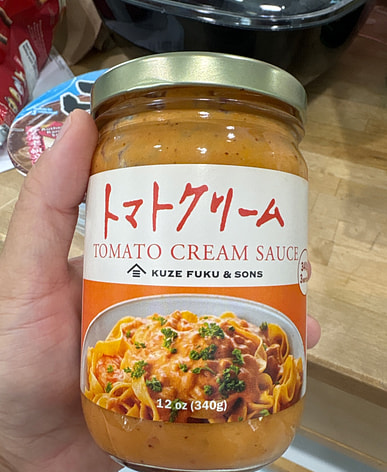 トマトクリーム
TOMATO CREAM SAUCE
KUZE FUKU & SONS
12 oz (340g)